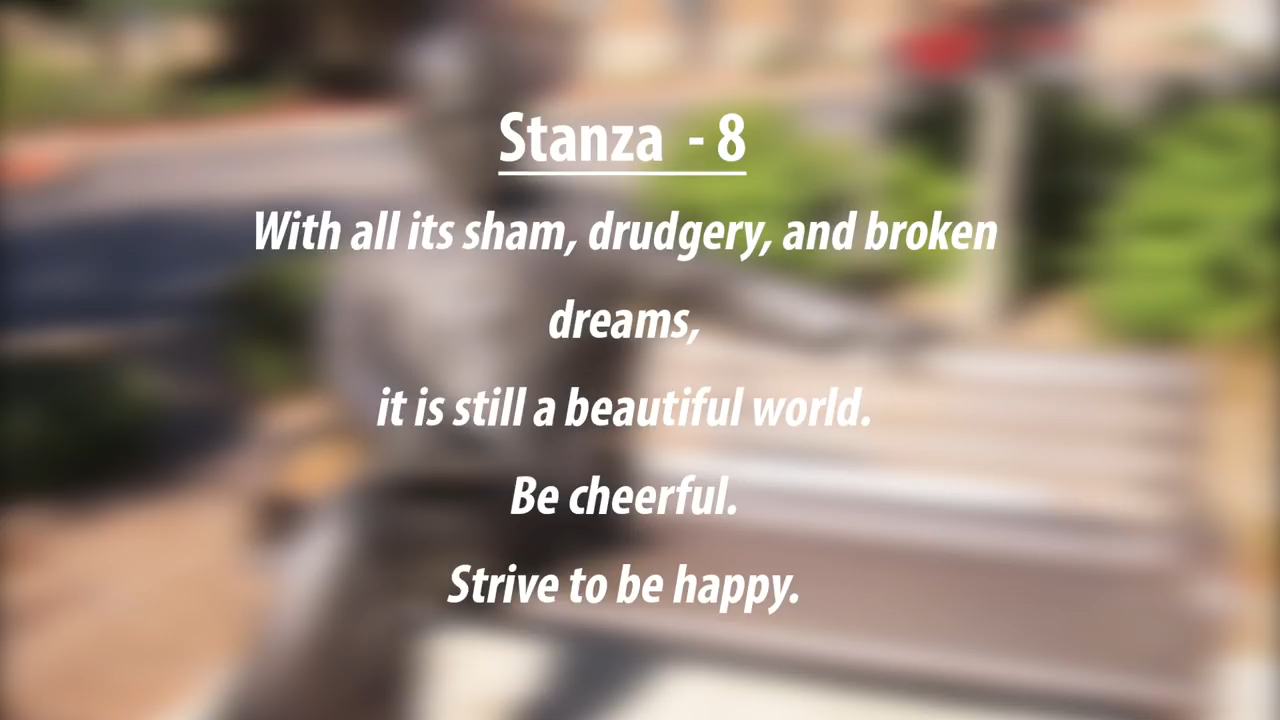 Stanza - 8
With all its sham, drudgery, and broken
dreams,
it is still a beautiful world.
Be cheerful.
Strive to be happy.